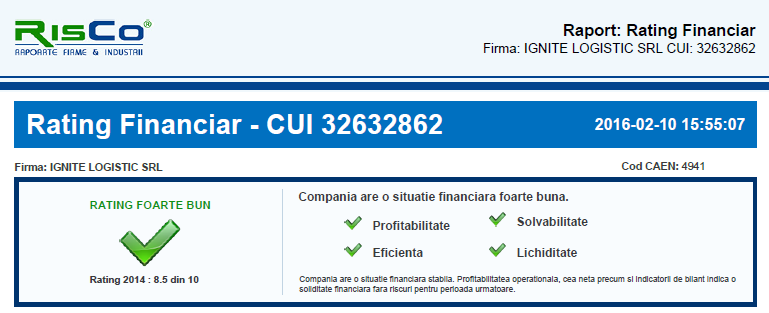 RISCO®
RAPOARTE FIRME & INDUSTRII
Raport: Rating Financiar
Firma: IGNITE LOGISTIC SRL CUI: 32632862
Rating Financiar - CUI 32632862
2016-02-10 15:55:07
Firma: IGNITE LOGISTIC SRL
Cod CAEN: 4941
RATING FOARTE BUN
Rating 2014 : 8.5 din 10
Compania are o situatie financiara foarte buna.
Profitabilitate
Solvabilitate
Eficienta
Lichiditate
Compania are o situatie financiara stabila. Profitabilitatea operationala, cea neta precum si indicatorii de bilant indica o
soliditate financiara fara riscuri pentru perioada urmatoare.